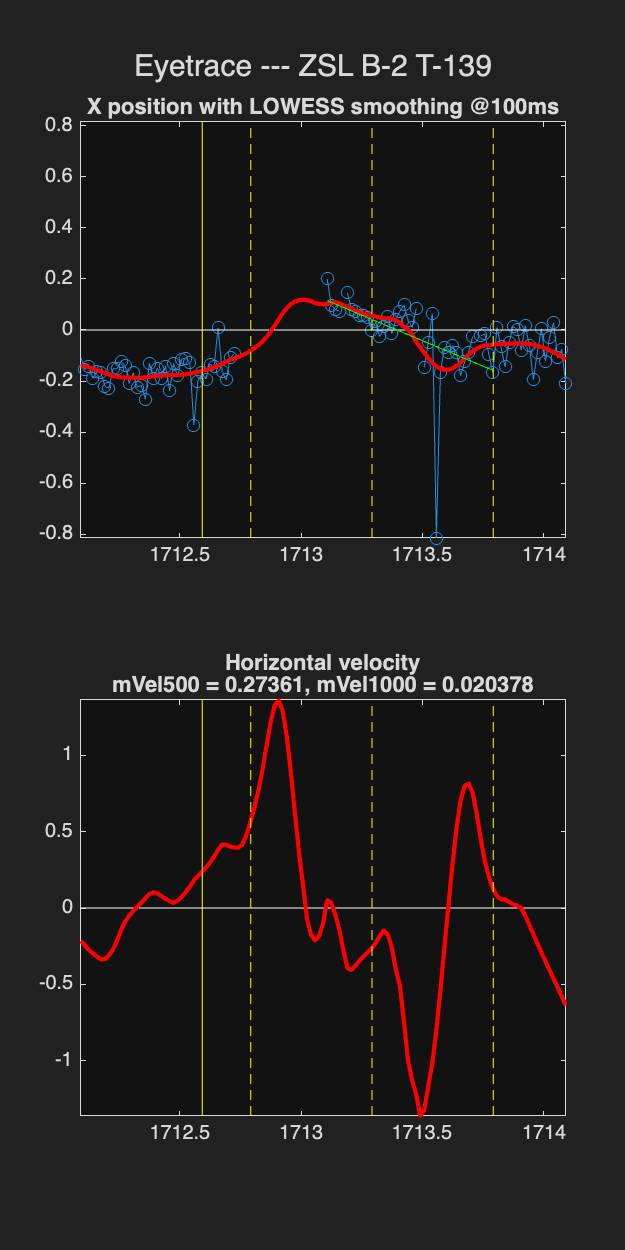 Eyetrace --- ZSL B-2 T-139
X position with LOWESS smoothing @100ms
0.8
0.6
0.4
0.2
0
-0.2
-0.4
-0.6
-0.8
1712.5 1713 1713.5 1714
Horizontal velocity
mVel500 = 0.27361, mVel1000 = 0.020378
1
0.5
0
-0.5
-1
1712.5 1713 1713.5 1714